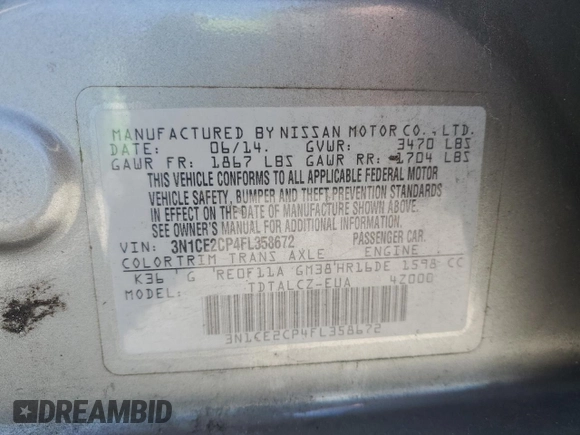 MANUFACTURED BY NISSAN MOTOR CO., LTD.
DATE: 06/14. GVWR: 3470 LBS
GAWR FR: 1867 LBS GAWR RR: 1704 LBS
THIS VEHICLE CONFORMS TO ALL APPLICABLE FEDERAL MOTOR
VEHICLE SAFETY, BUMPER AND THEFT PREVENTION STANDARDS
IN EFFECT ON THE DATE OF MANUFACTURE SHOWN ABOVE.
SEE OWNER'S MANUAL FOR ADDITIONAL INFORMATION.
VIN: 3N1CE2CP4FL358672 PASSENGER CAR.
COLOR TRIM TRANS AXLE ENGINE
K36 G RE0F11A GM38 HR16DE 1598 CC
MODEL: TDTALCZ-EUA 4Z000
3N1CE2CP4FL358672
DREAMBID